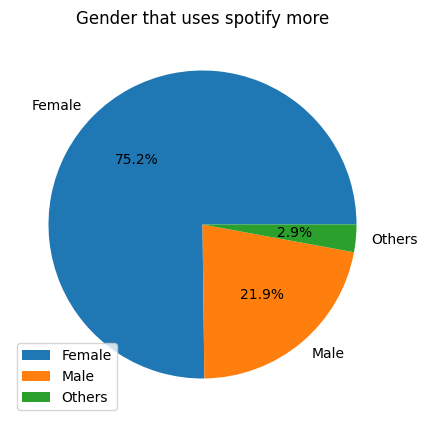 Gender that uses spotify more
Female
75.2%
2.9%
Others
21.9%
Male
Female
Male
Others